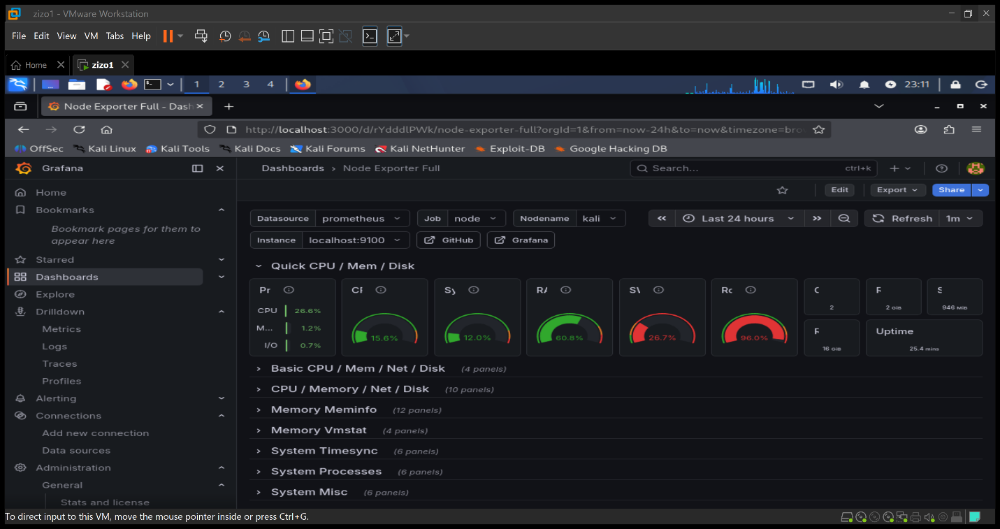 zizo1 - VMware Workstation
File Edit View VM Tabs Help
Home zizo1
1 2 3 4 23:11
Node Exporter Full - Dash
http://localhost:3000/d/rYdddlPWk/node-exporter-full?orgId=1&from=now-24h&to=now&timezone=brow
OffSec Kali Linux Kali Tools Kali Docs Kali Forums Kali NetHunter Exploit-DB Google Hacking DB
Grafana
Dashboards › Node Exporter Full
Search... ctrl+k
Edit Export Share
Home
Bookmarks
Bookmark pages for them to
appear here
Starred
Dashboards
Explore
Drilldown
Metrics
Logs
Traces
Profiles
Alerting
Connections
Add new connection
Data sources
Administration
General
Stats and license
Datasource prometheus Job node Nodename kali Last 24 hours Refresh 1m
Instance localhost:9100 GitHub Grafana
Quick CPU / Mem / Disk
Pr
CPU 26.6%
M... 1.2%
I/O 0.7%
CP
15.6%
Sy
12.0%
RA
60.8%
SW
26.7%
Ro
96.0%
C
2
R
2 GiB
S
946 MiB
R
16 GiB
Uptime
25.4 mins
Basic CPU / Mem / Net / Disk (4 panels)
CPU / Memory / Net / Disk (10 panels)
Memory Meminfo (12 panels)
Memory Vmstat (4 panels)
System Timesync (6 panels)
System Processes (6 panels)
System Misc (6 panels)
To direct input to this VM, move the mouse pointer inside or press Ctrl+G.